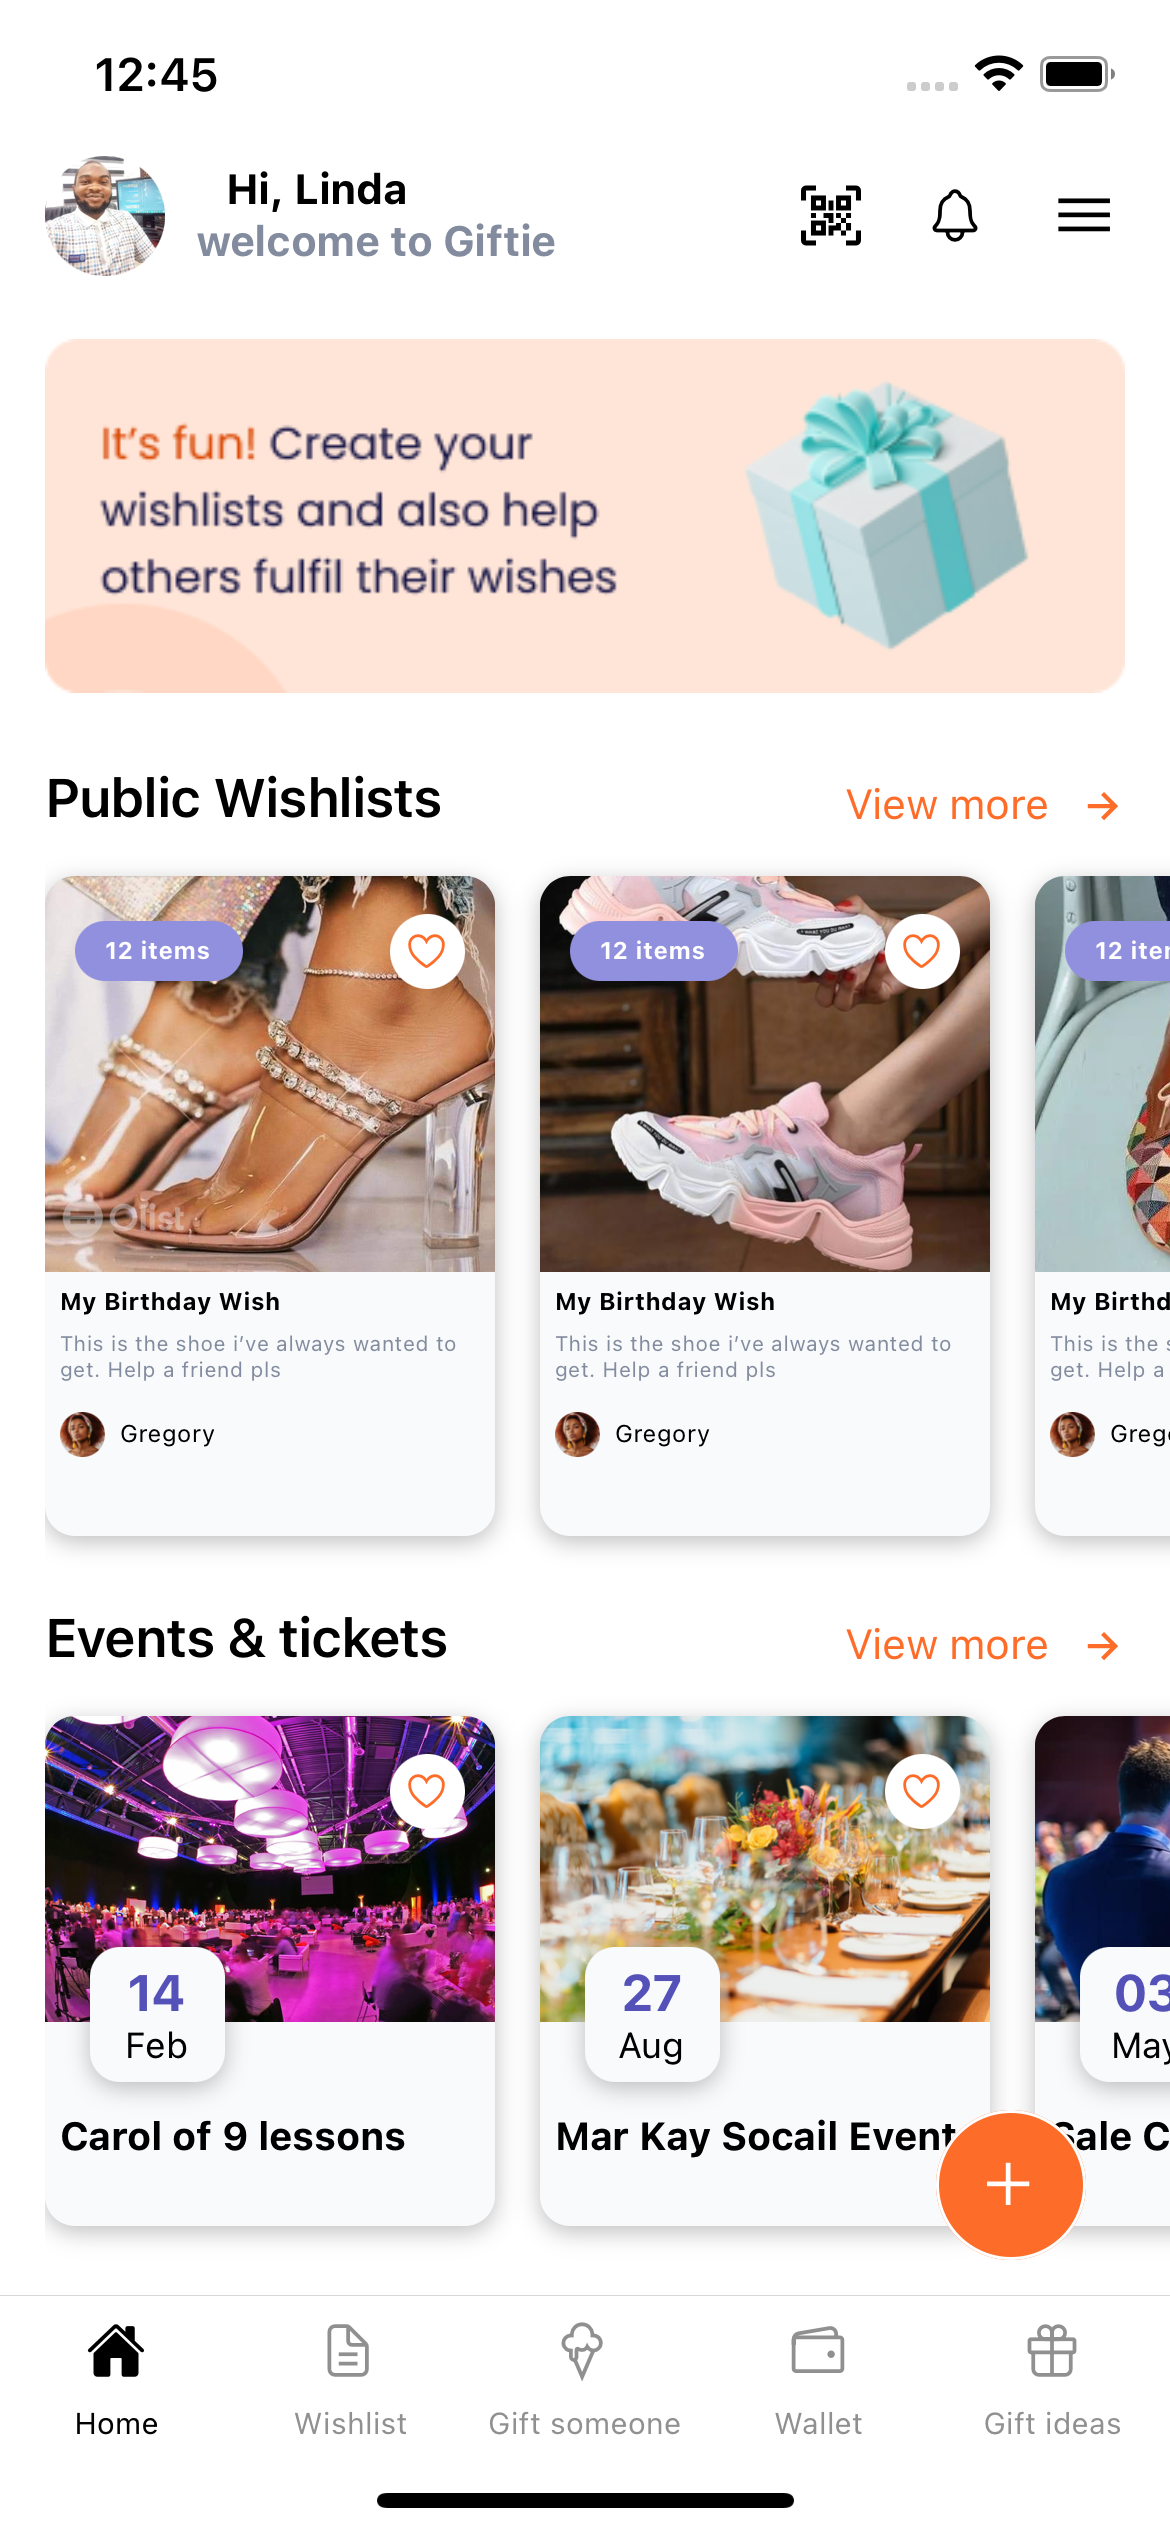 12:45
Hi, Linda
welcome to Giftie
It's fun! Create your
wishlists and also help
others fulfil their wishes
Public Wishlists
View more →
12 items
12 items
12 iter
Olist
My Birthday Wish
My Birthday Wish
My Birthd
This is the shoe i've always wanted to
get. Help a friend pls
This is the shoe i've always wanted to
get. Help a friend pls
This is the s
get. Help a
Gregory
Gregory
Grego
Events & tickets
View more →
14
Feb
27
Aug
03
May
Carol of 9 lessons
Mar Kay Socail Event
Sale C
Home
Wishlist
Gift someone
Wallet
Gift ideas